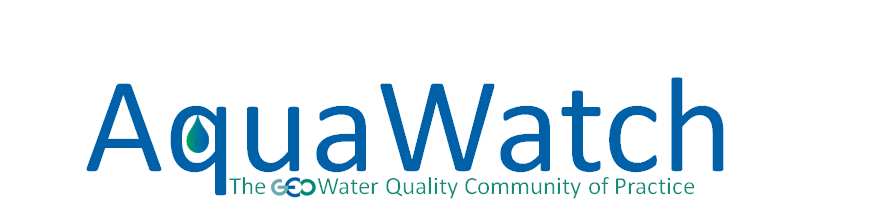 AquaWatch
The GEO Water Quality Community of Practice